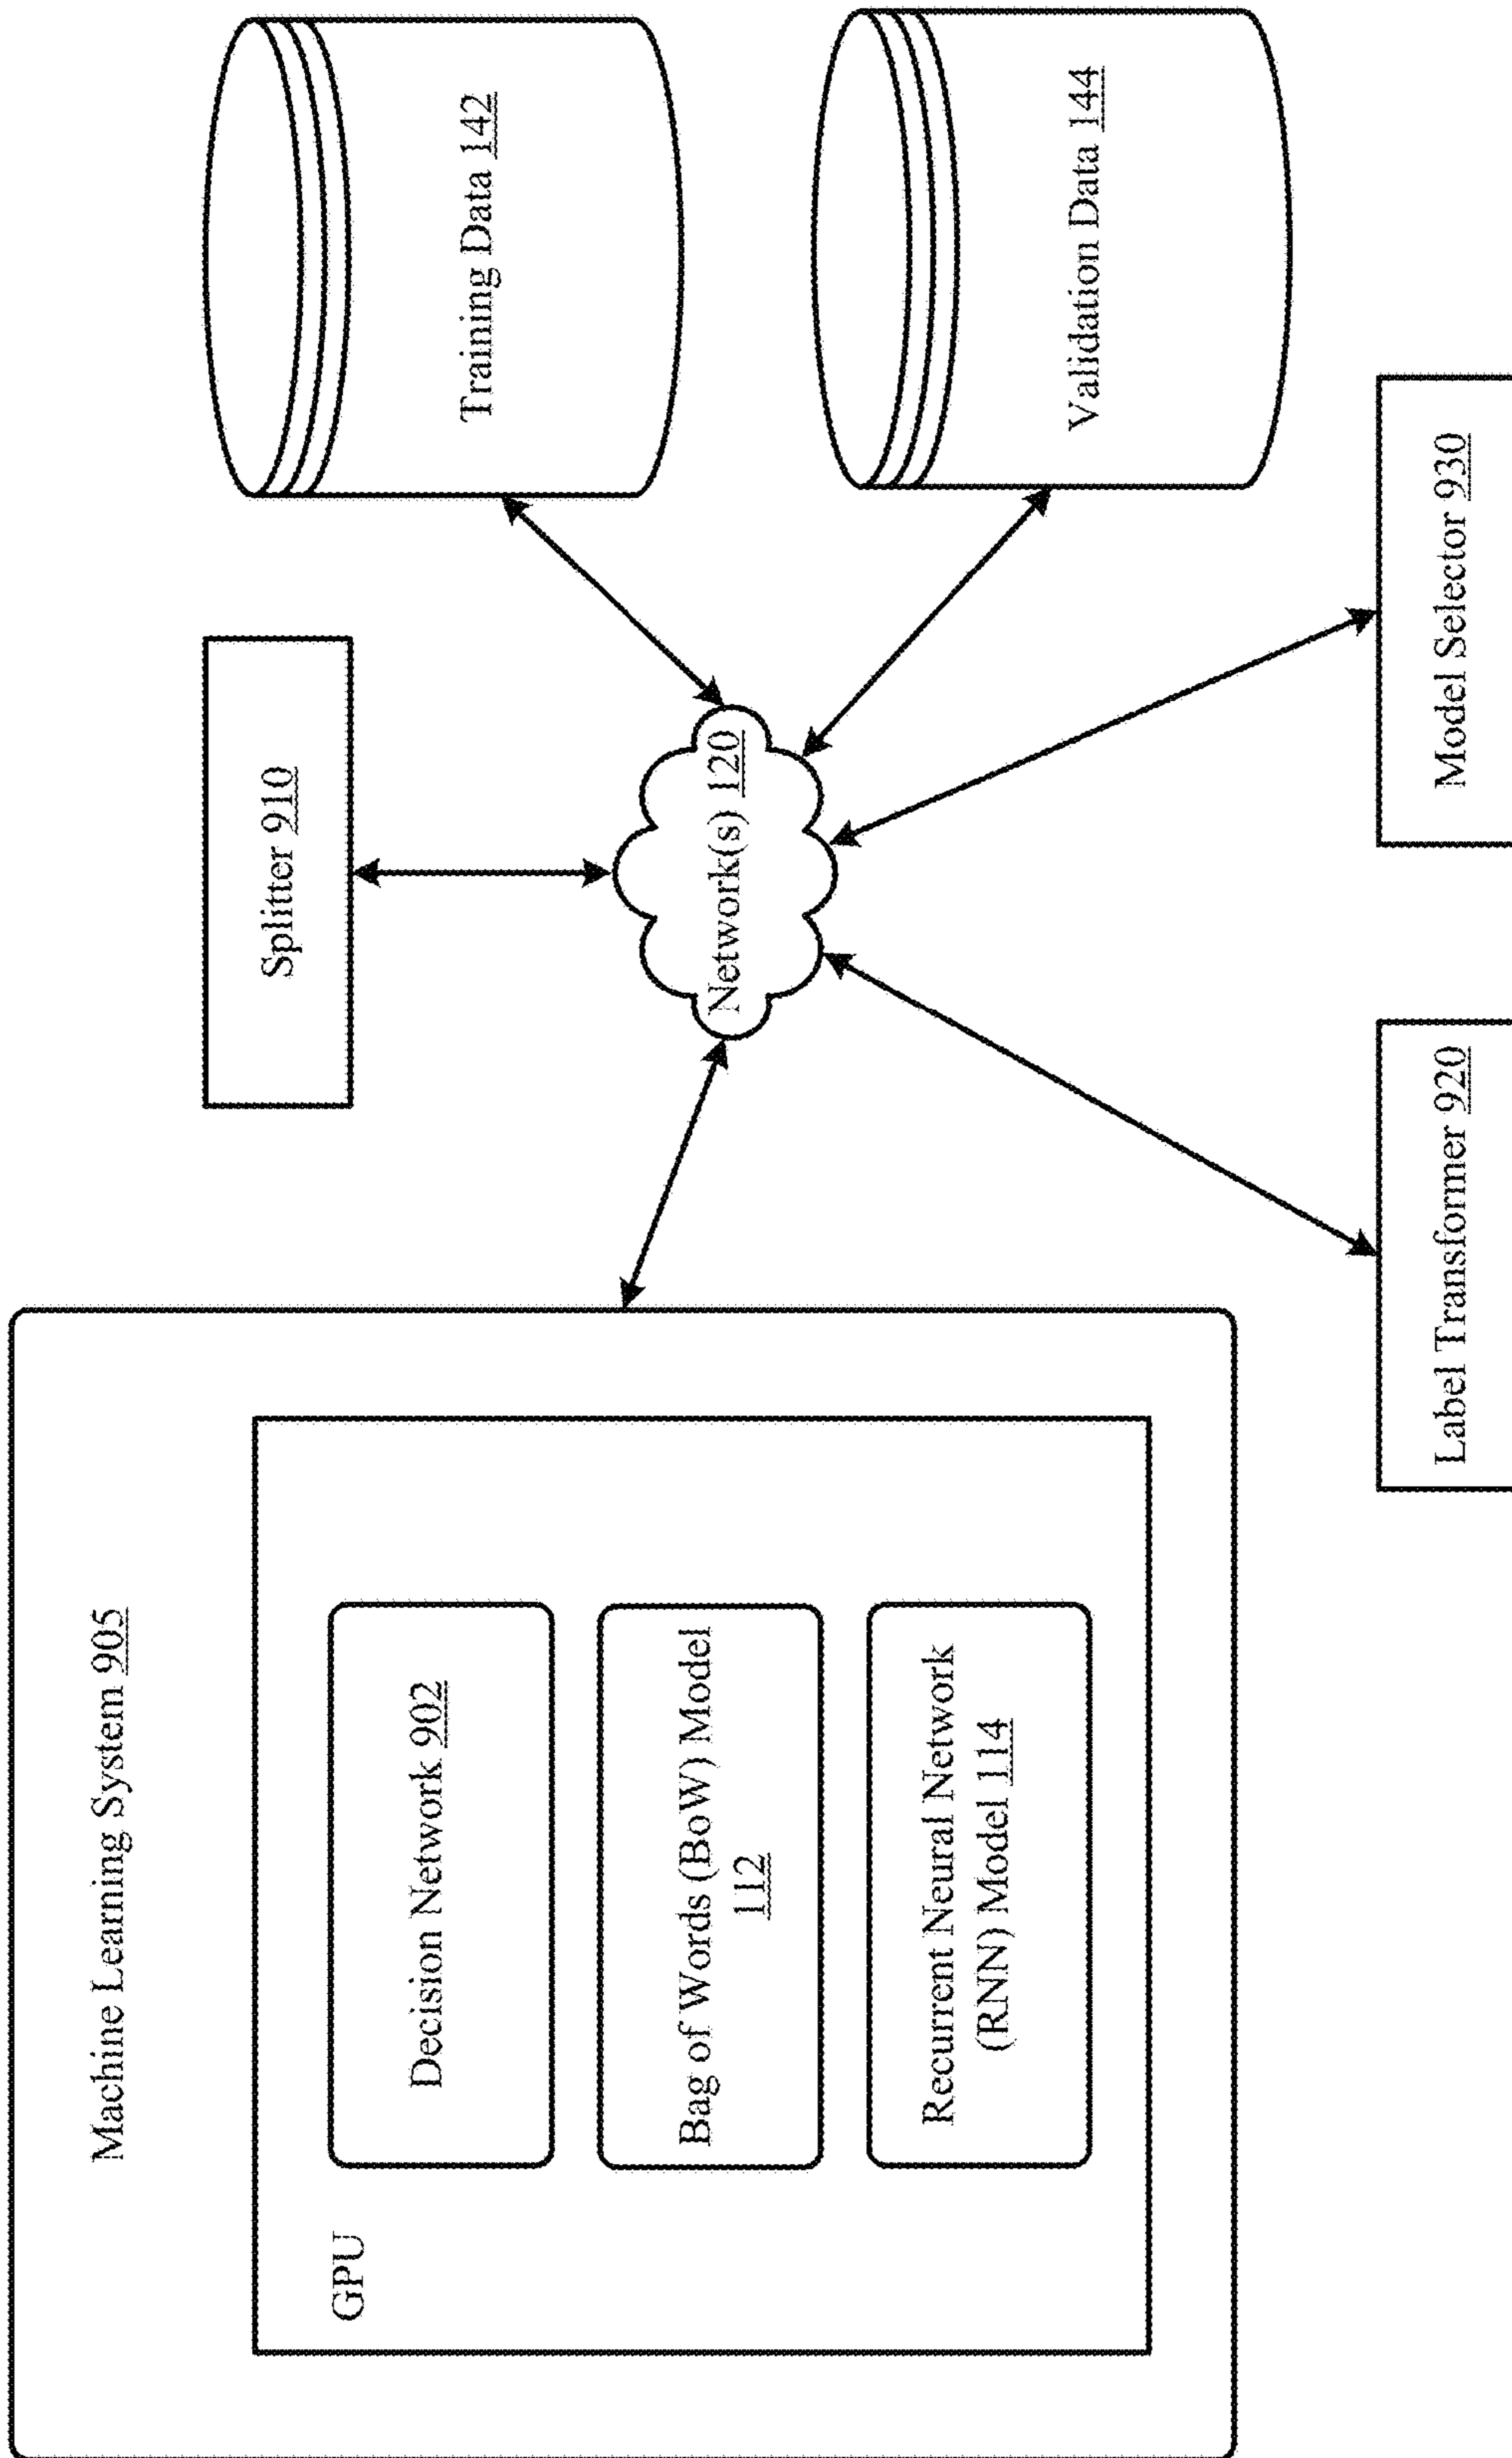 Machine Learning System 905
GPU
Decision Network 902
Bag of Words (BoW) Model
112
Recurrent Neural Network
(RNN) Model 114
Splitter 910
Network(s) 120
Training Data 142
Validation Data 144
Label Transformer 920
Model Selector 930